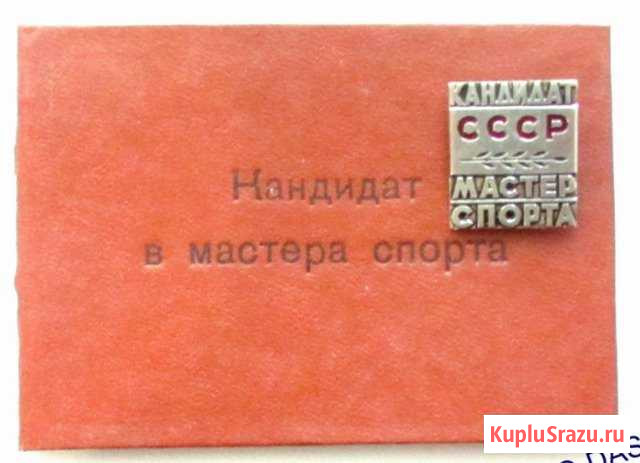 КАНДИДАТ
СССР
МАСТЕР
СПОРТА
Кандидат
в мастера спорта
KupluSrazu.ru